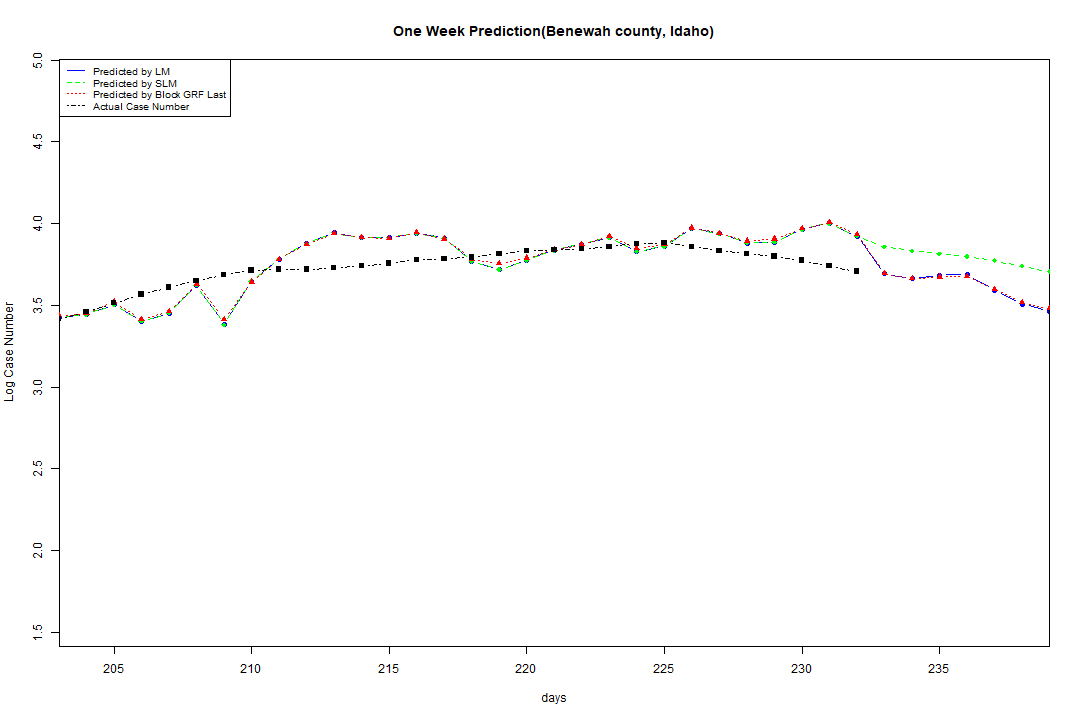 One Week Prediction(Benewah county, Idaho)
Predicted by LM
Predicted by SLM
Predicted by Block GRF Last
Actual Case Number
5.0
4.5
4.0
3.5
3.0
2.5
2.0
1.5
Log Case Number
205 210 215 220 225 230 235
days